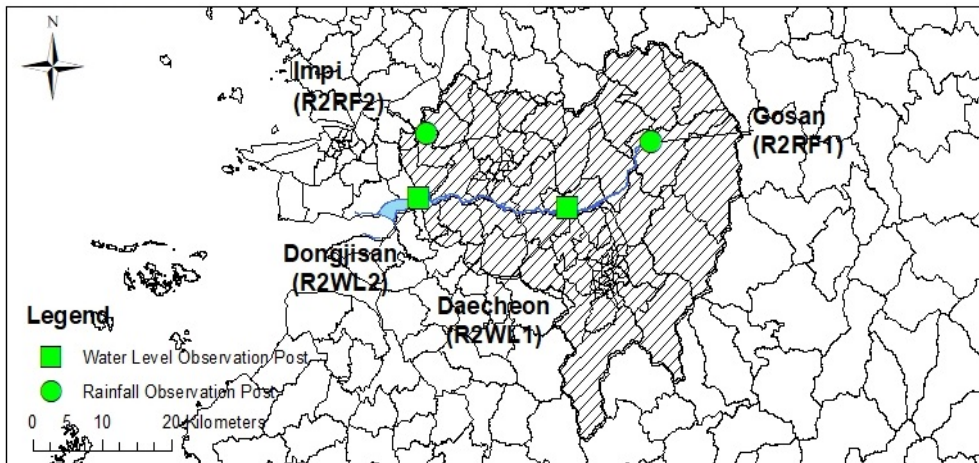 N
Impi
(R2RF2)
Gosan
(R2RF1)
Dongjisan
(R2WL2)
Daecheon
(R2WL1)
Legend
Water Level Observation Post
Rainfall Observation Post
0 5 10 20 Kilometers